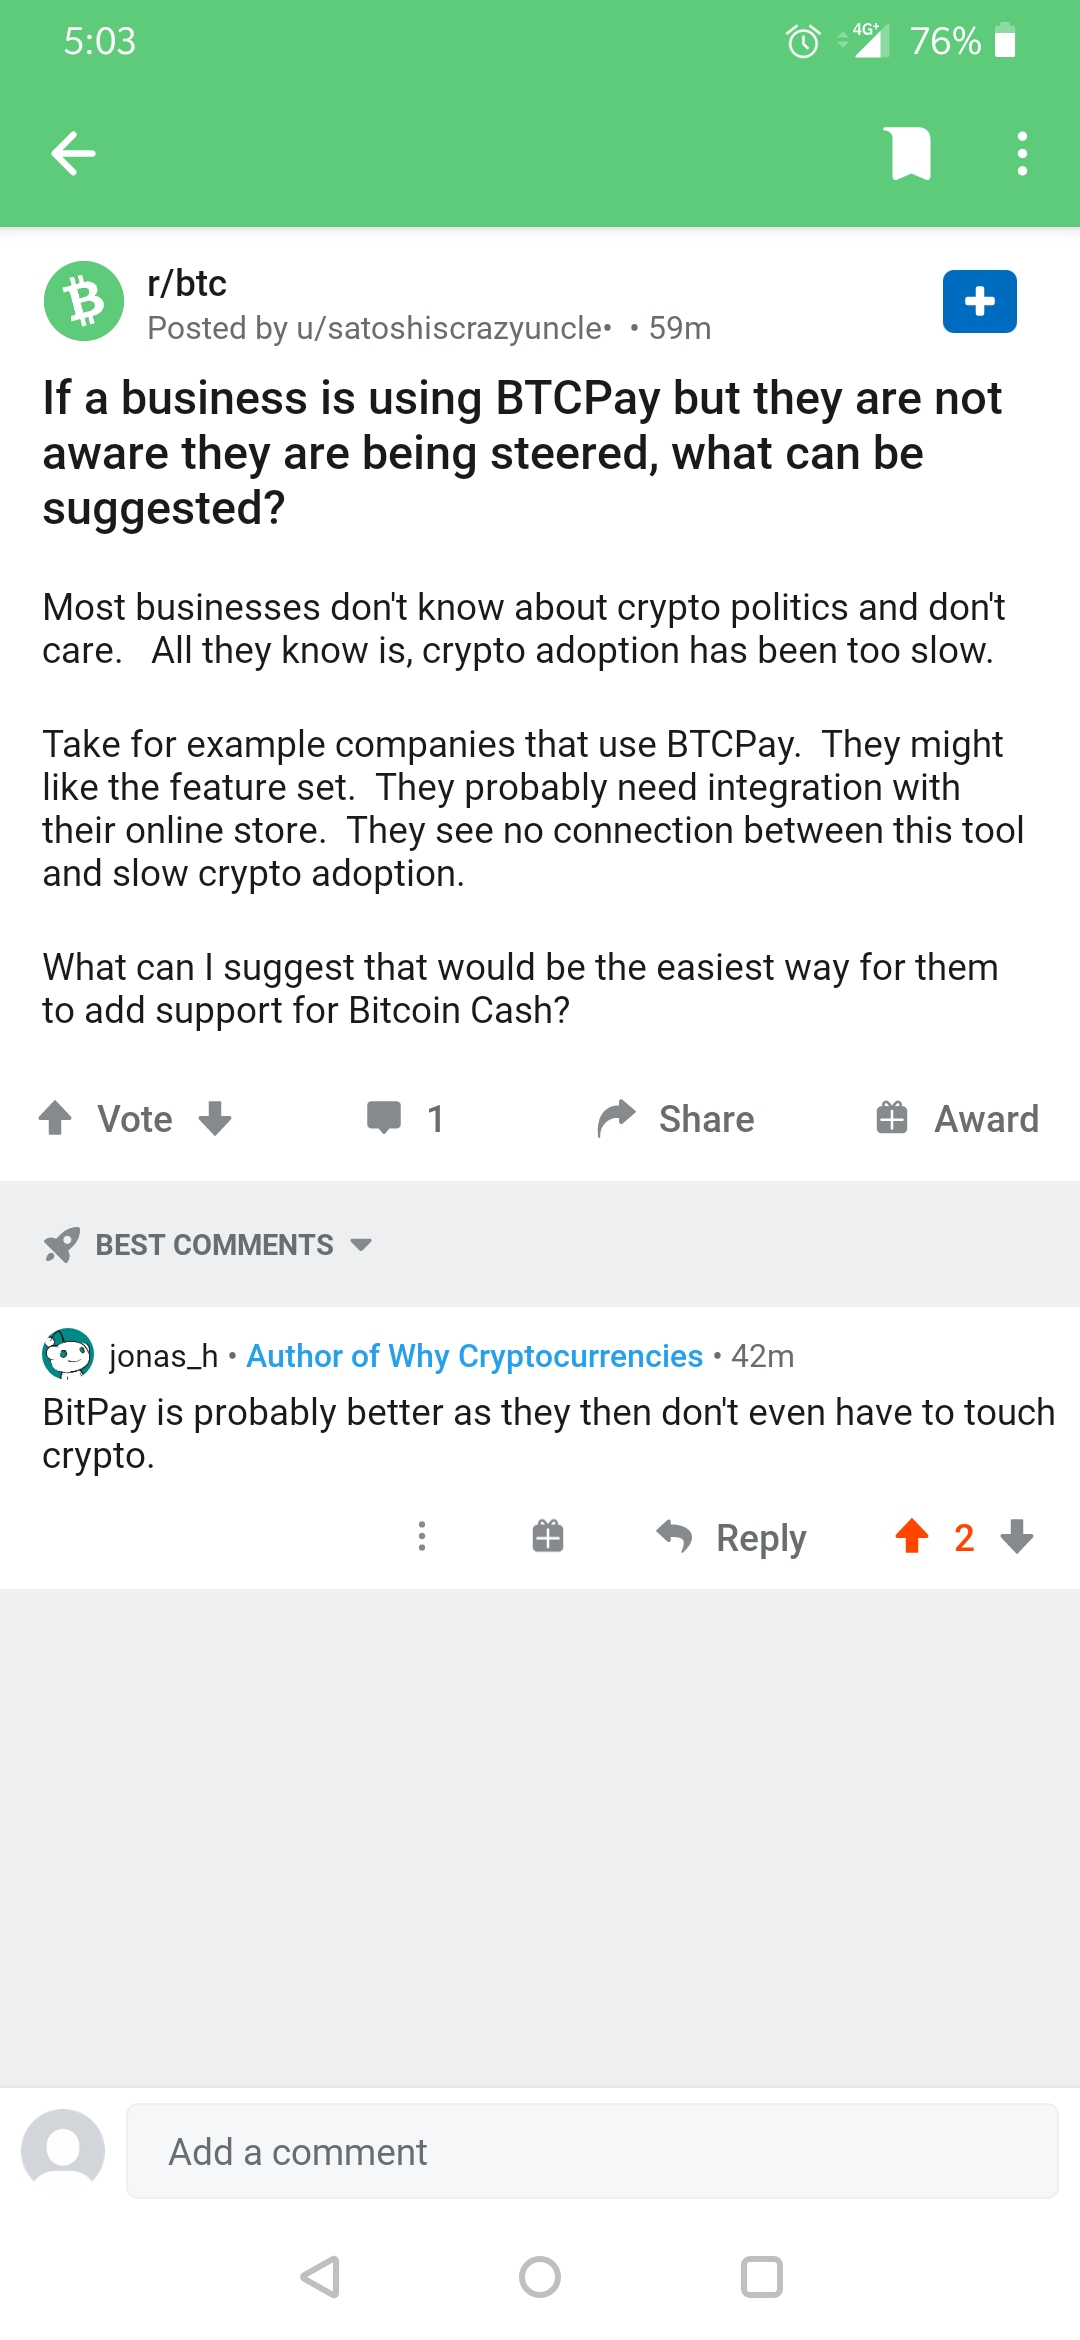 5:03
4G+ 76%
r/btc
Posted by u/satoshiscrazyuncle• • 59m
If a business is using BTCPay but they are not
aware they are being steered, what can be
suggested?
Most businesses don't know about crypto politics and don't
care.   All they know is, crypto adoption has been too slow.
Take for example companies that use BTCPay.  They might
like the feature set.  They probably need integration with
their online store.  They see no connection between this tool
and slow crypto adoption.
What can I suggest that would be the easiest way for them
to add support for Bitcoin Cash?
Vote 1 Share Award
BEST COMMENTS
jonas_h • Author of Why Cryptocurrencies • 42m
BitPay is probably better as they then don't even have to touch
crypto.
Reply 2
Add a comment